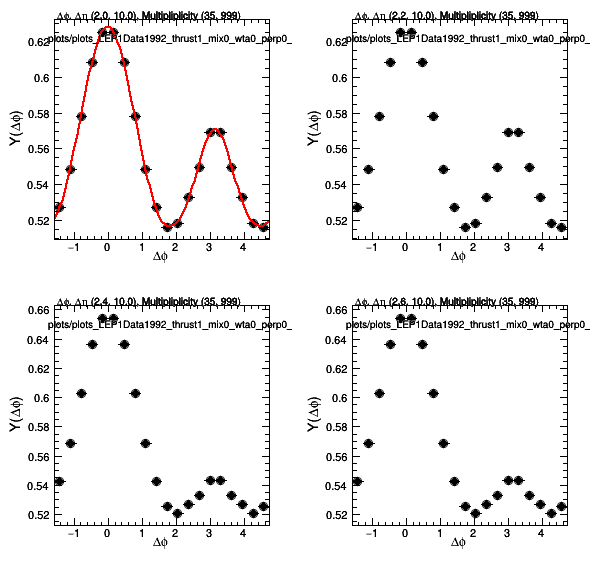 Δφ, Δη (2.0, 10.0), Multipliplicity (35, 999)
plots/plots_LEP1Data1992_thrust1_mix0_wta0_perp0_
Y(Δφ)
0.62
0.6
0.58
0.56
0.54
0.52
−1 0 1 2 3 4
Δφ
Δφ, Δη (2.2, 10.0), Multipliplicity (35, 999)
plots/plots_LEP1Data1992_thrust1_mix0_wta0_perp0_
Y(Δφ)
0.62
0.6
0.58
0.56
0.54
0.52
−1 0 1 2 3 4
Δφ
Δφ, Δη (2.4, 10.0), Multipliplicity (35, 999)
plots/plots_LEP1Data1992_thrust1_mix0_wta0_perp0_
Y(Δφ)
0.66
0.64
0.62
0.6
0.58
0.56
0.54
0.52
−1 0 1 2 3 4
Δφ
Δφ, Δη (2.6, 10.0), Multipliplicity (35, 999)
plots/plots_LEP1Data1992_thrust1_mix0_wta0_perp0_
Y(Δφ)
0.66
0.64
0.62
0.6
0.58
0.56
0.54
0.52
−1 0 1 2 3 4
Δφ